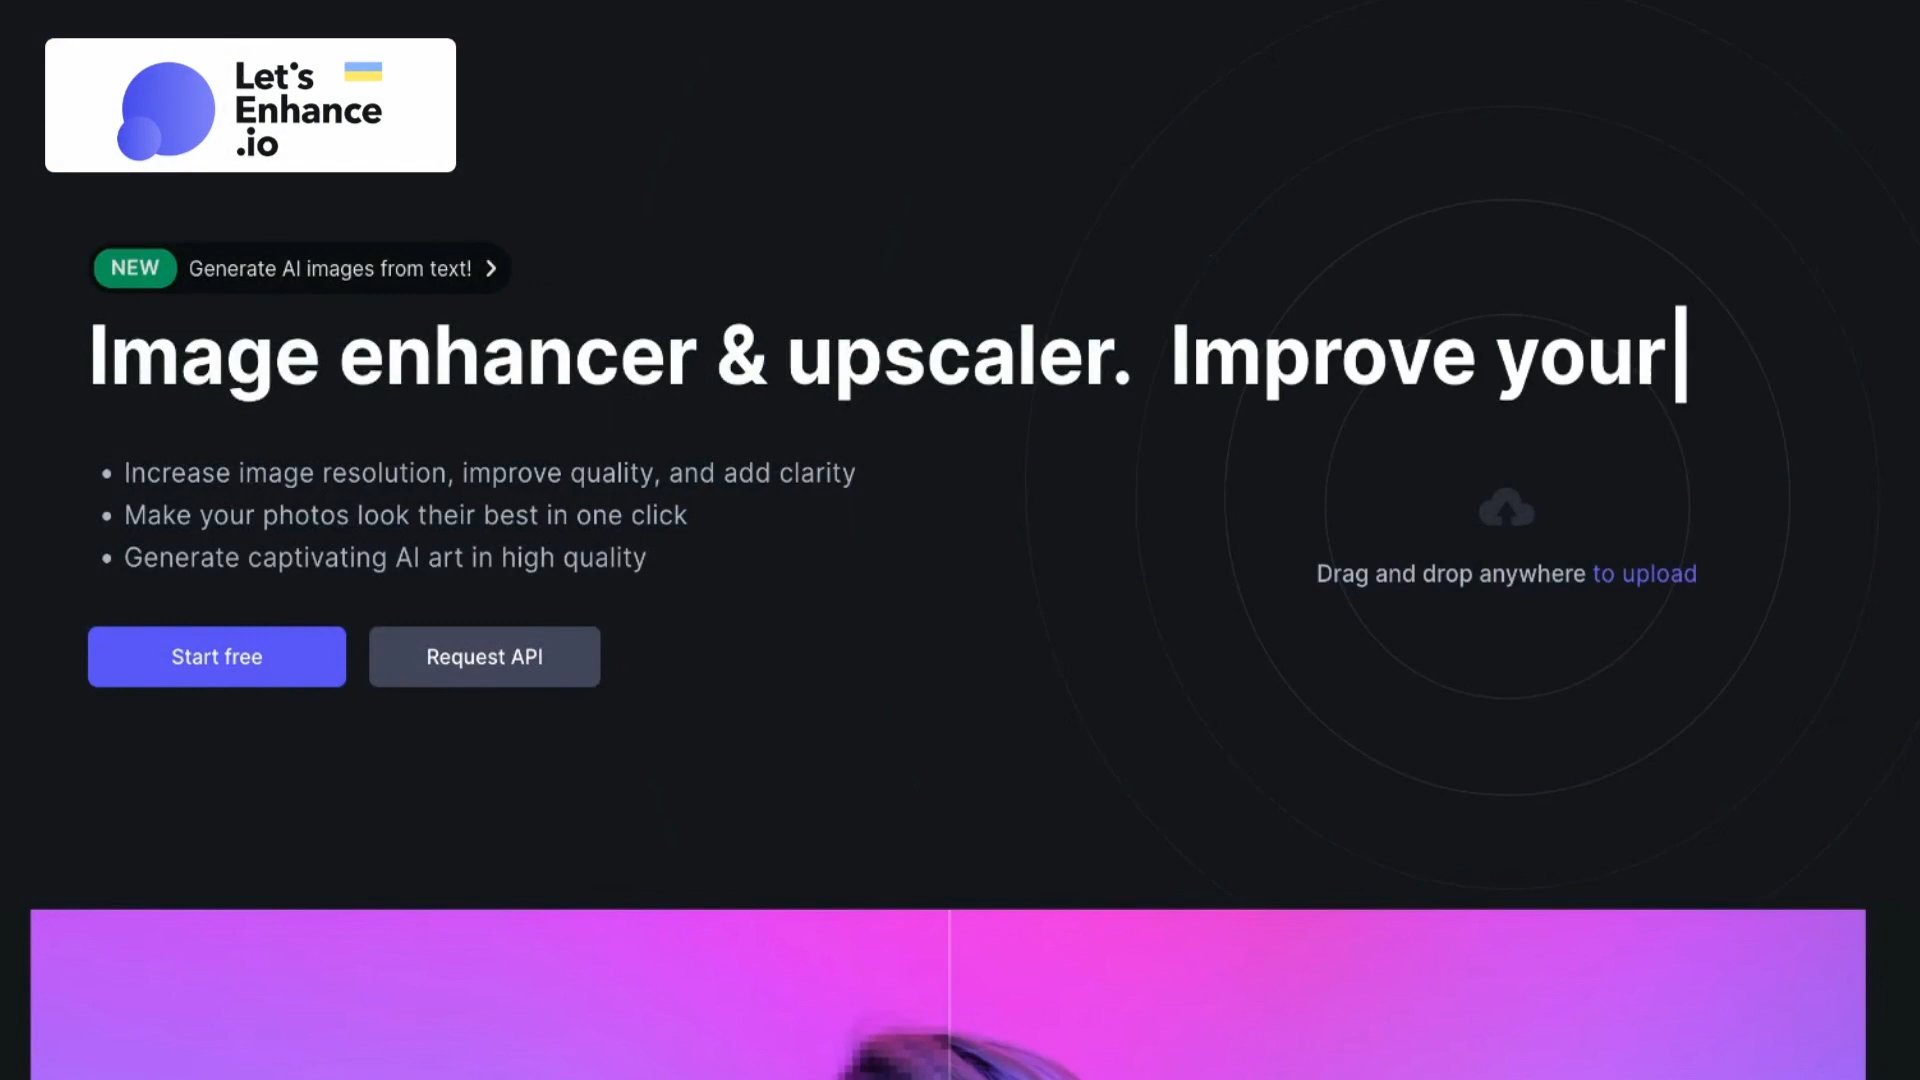 Let's
Enhance
.io
NEW Generate AI images from text!
Image enhancer & upscaler. Improve your
• Increase image resolution, improve quality, and add clarity
• Make your photos look their best in one click
• Generate captivating AI art in high quality
Drag and drop anywhere to upload
Start free
Request API